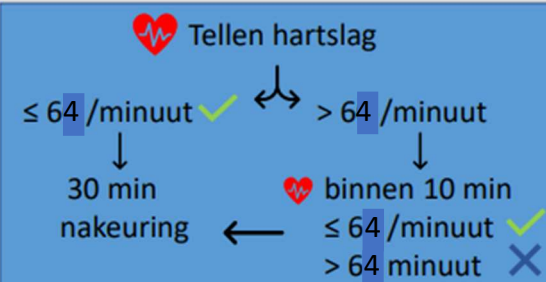 Tellen hartslag
≤ 64 /minuut
> 64 /minuut
30 min
nakeuring
binnen 10 min
≤ 64 /minuut
> 64 minuut